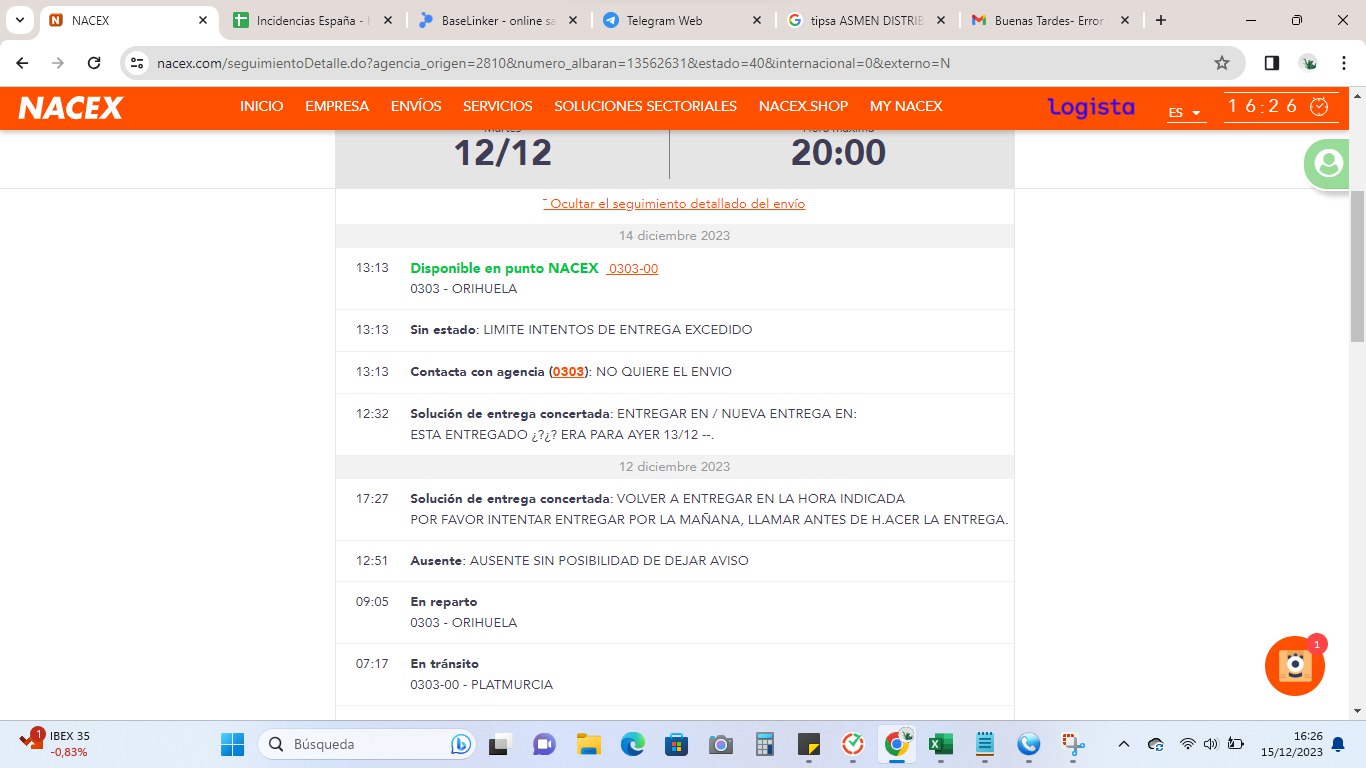 NACEX
Incidencias España -
BaseLinker - online sa
Telegram Web
tipsa ASMEN DISTRIB
Buenas Tardes- Error
nacex.com/seguimientoDetalle.do?agencia_origen=2810&numero_albaran=13562631&estado=40&internacional=0&externo=N
NACEX
INICIO
EMPRESA
ENVÍOS
SERVICIOS
SOLUCIONES SECTORIALES
NACEX.SHOP
MY NACEX
Logista
ES
16:26
Martes
Hora máxima
12/12
20:00
Ocultar el seguimiento detallado del envío
14 diciembre 2023
13:13 Disponible en punto NACEX 0303-00
0303 - ORIHUELA
13:13 Sin estado: LIMITE INTENTOS DE ENTREGA EXCEDIDO
13:13 Contacta con agencia (0303): NO QUIERE EL ENVIO
12:32 Solución de entrega concertada: ENTREGAR EN / NUEVA ENTREGA EN:
ESTA ENTREGADO ¿?¿? ERA PARA AYER 13/12 --.
12 diciembre 2023
17:27 Solución de entrega concertada: VOLVER A ENTREGAR EN LA HORA INDICADA
POR FAVOR INTENTAR ENTREGAR POR LA MAÑANA, LLAMAR ANTES DE H.ACER LA ENTREGA.
12:51 Ausente: AUSENTE SIN POSIBILIDAD DE DEJAR AVISO
09:05 En reparto
0303 - ORIHUELA
07:17 En tránsito
0303-00 - PLATMURCIA
1
1
IBEX 35
-0,83%
Búsqueda
16:26
15/12/2023